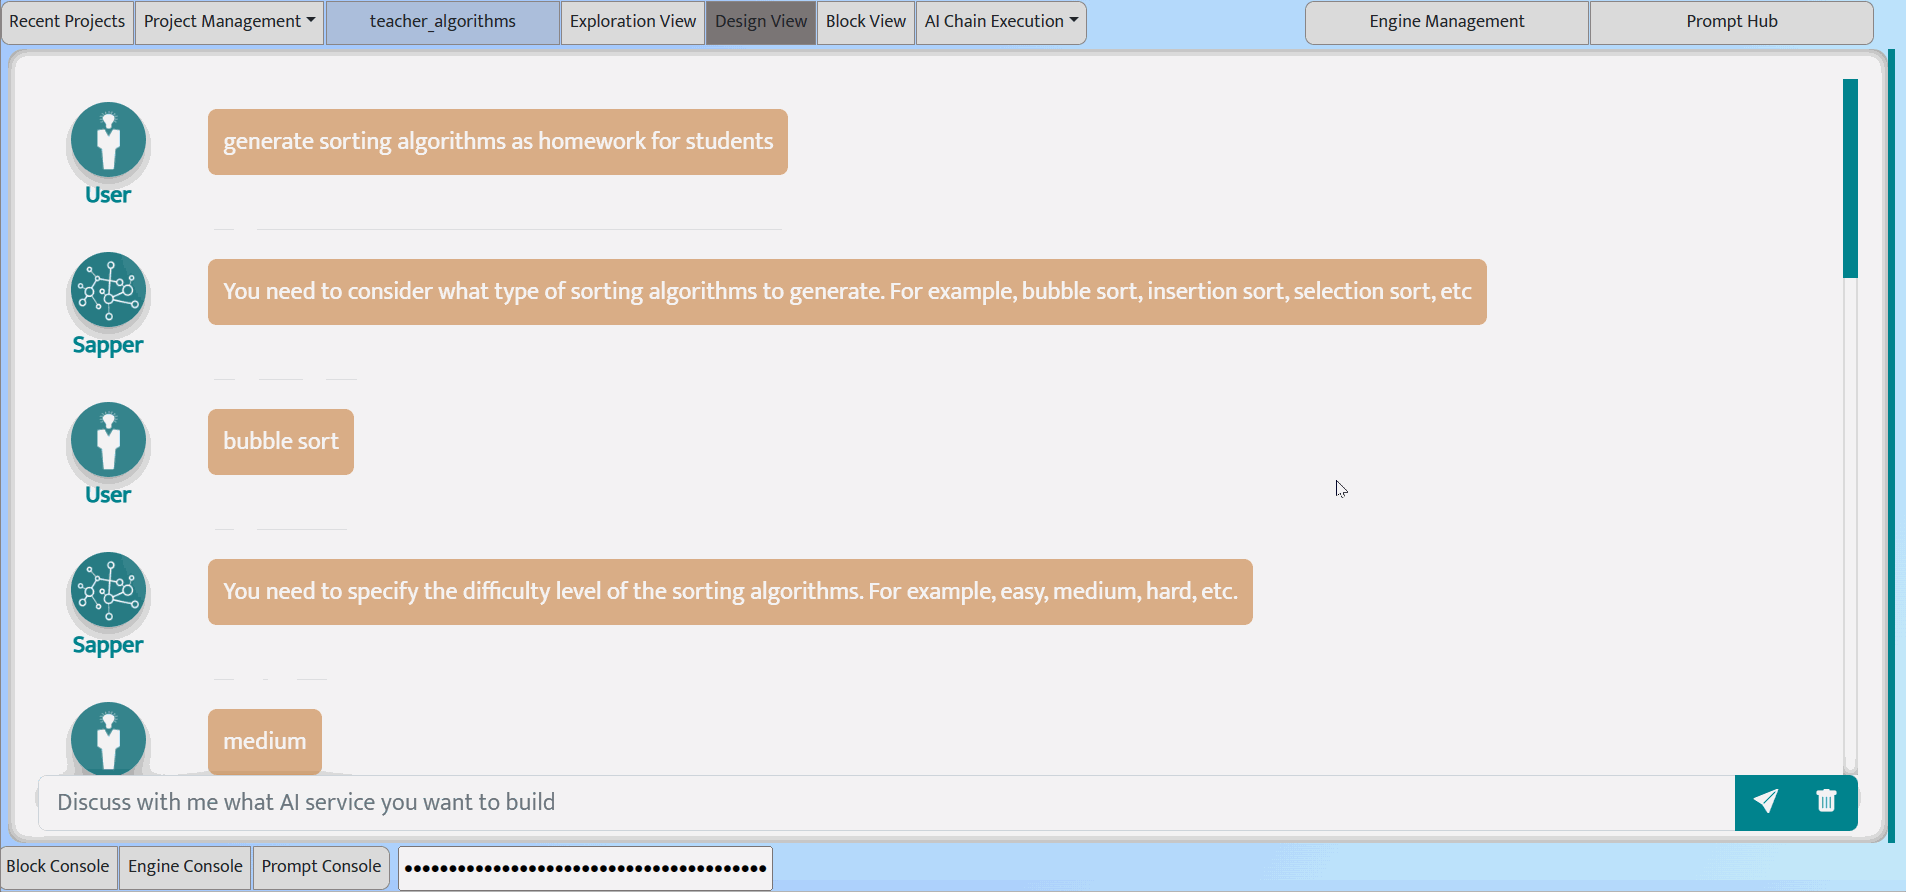 Recent Projects
Project Management
teacher_algorithms
Exploration View
Design View
Block View
AI Chain Execution
Engine Management
Prompt Hub
generate sorting algorithms as homework for students
User
You need to consider what type of sorting algorithms to generate. For example, bubble sort, insertion sort, selection sort, etc
Sapper
bubble sort
User
You need to specify the difficulty level of the sorting algorithms. For example, easy, medium, hard, etc.
Sapper
medium
Discuss with me what AI service you want to build
Block Console
Engine Console
Prompt Console